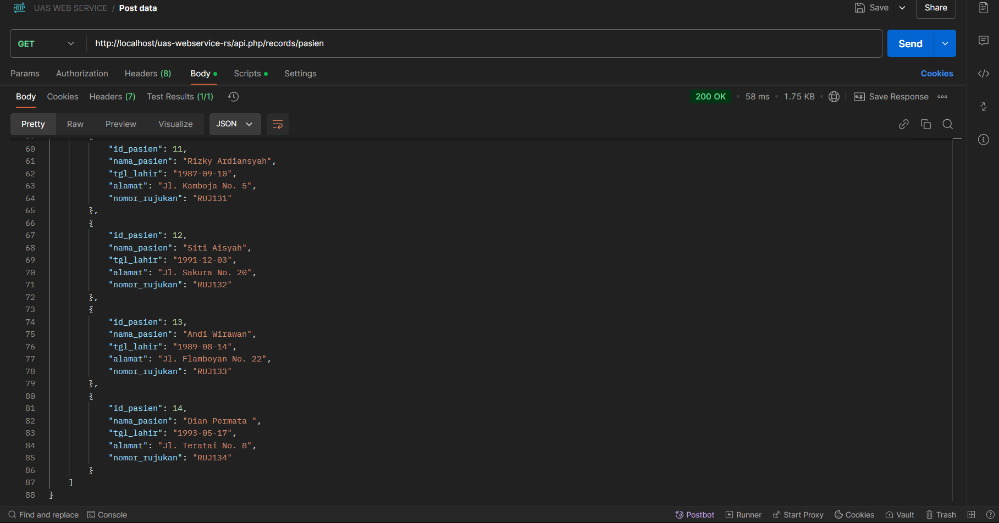 HTTP UAS WEB SERVICE / Post data Save Share
GET http://localhost/uas-webservice-rs/api.php/records/pasien Send
Params Authorization Headers (8) Body Scripts Settings Cookies
Body Cookies Headers (7) Test Results (1/1) 200 OK 58 ms 1.75 KB e.g. Save Response
Pretty Raw Preview Visualize JSON
60 "id_pasien": 11,
61 "nama_pasien": "Rizky Ardiansyah",
62 "tgl_lahir": "1987-09-10",
63 "alamat": "Jl. Kamboja No. 5",
64 "nomor_rujukan": "RUJ131"
65 },
66 {
67 "id_pasien": 12,
68 "nama_pasien": "Siti Aisyah",
69 "tgl_lahir": "1991-12-03",
70 "alamat": "Jl. Sakura No. 20",
71 "nomor_rujukan": "RUJ132"
72 },
73 {
74 "id_pasien": 13,
75 "nama_pasien": "Andi Wirawan",
76 "tgl_lahir": "1989-08-14",
77 "alamat": "Jl. Flamboyan No. 22",
78 "nomor_rujukan": "RUJ133"
79 },
80 {
81 "id_pasien": 14,
82 "nama_pasien": "Dian Permata ",
83 "tgl_lahir": "1993-05-17",
84 "alamat": "Jl. Teratai No. 8",
85 "nomor_rujukan": "RUJ134"
86 }
87 ]
88 }
Find and replace Console Postbot Runner Start Proxy Cookies Vault Trash